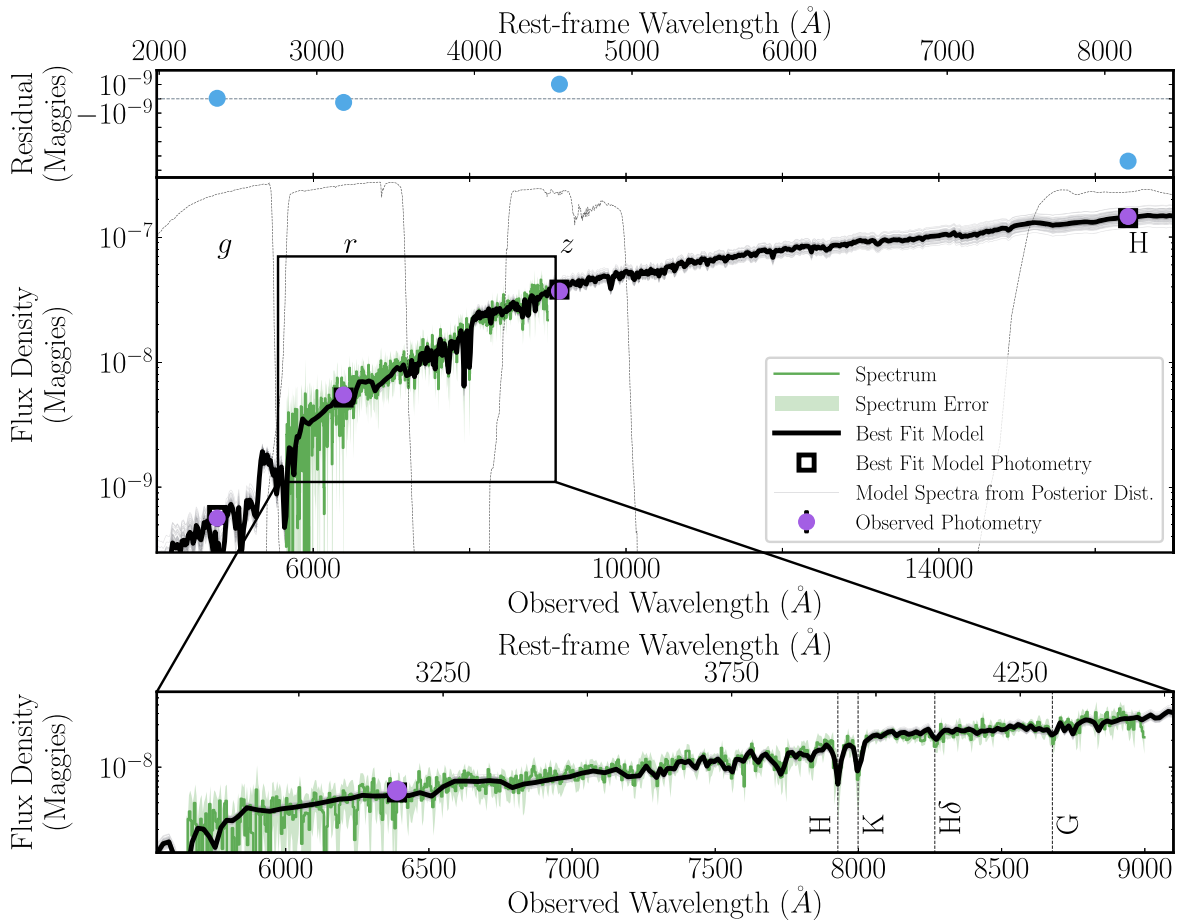 Rest-frame Wavelength (Å)
2000 3000 4000 5000 6000 7000 8000
Residual
(Maggies)
10⁻⁹
−10⁻⁹
g r z H
Flux Density
(Maggies)
10⁻⁷
10⁻⁸
10⁻⁹
Spectrum
Spectrum Error
Best Fit Model
Best Fit Model Photometry
Model Spectra from Posterior Dist.
Observed Photometry
6000 10000 14000
Observed Wavelength (Å)
Rest-frame Wavelength (Å)
3250 3750 4250
Flux Density
(Maggies)
10⁻⁸
H K Hδ G
6000 6500 7000 7500 8000 8500 9000
Observed Wavelength (Å)